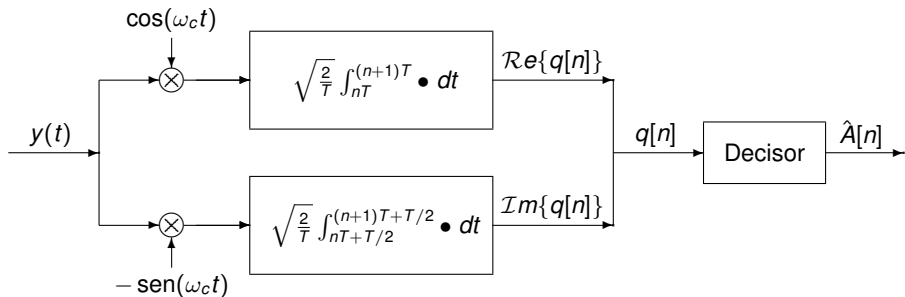 cos(ω_c t)
√(2/T) ∫_{nT}^{(n+1)T} • dt
ℛe{q[n]}
y(t)
q[n]
Decisor
Â[n]
√(2/T) ∫_{nT+T/2}^{(n+1)T+T/2} • dt
ℐm{q[n]}
− sen(ω_c t)